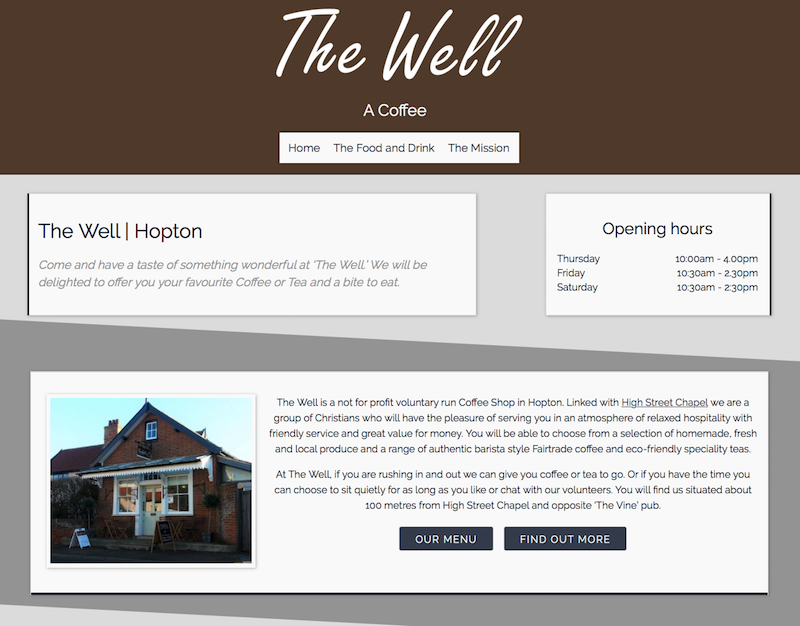 The Well
A Coffee
Home The Food and Drink The Mission
The Well | Hopton
Come and have a taste of something wonderful at 'The Well.' We will be
delighted to offer you your favourite Coffee or Tea and a bite to eat.
Opening hours
Thursday 10:00am - 4.00pm
Friday 10:30am - 2.30pm
Saturday 10:30am - 2:30pm
The Well is a not for profit voluntary run Coffee Shop in Hopton. Linked with High Street Chapel we are a
group of Christians who will have the pleasure of serving you in an atmosphere of relaxed hospitality with
friendly service and great value for money. You will be able to choose from a selection of homemade, fresh
and local produce and a range of authentic barista style Fairtrade coffee and eco-friendly speciality teas.
At The Well, if you are rushing in and out we can give you coffee or tea to go. Or if you have the time you
can choose to sit quietly for as long as you like or chat with our volunteers. You will find us situated about
100 metres from High Street Chapel and opposite 'The Vine' pub.
OUR MENU FIND OUT MORE